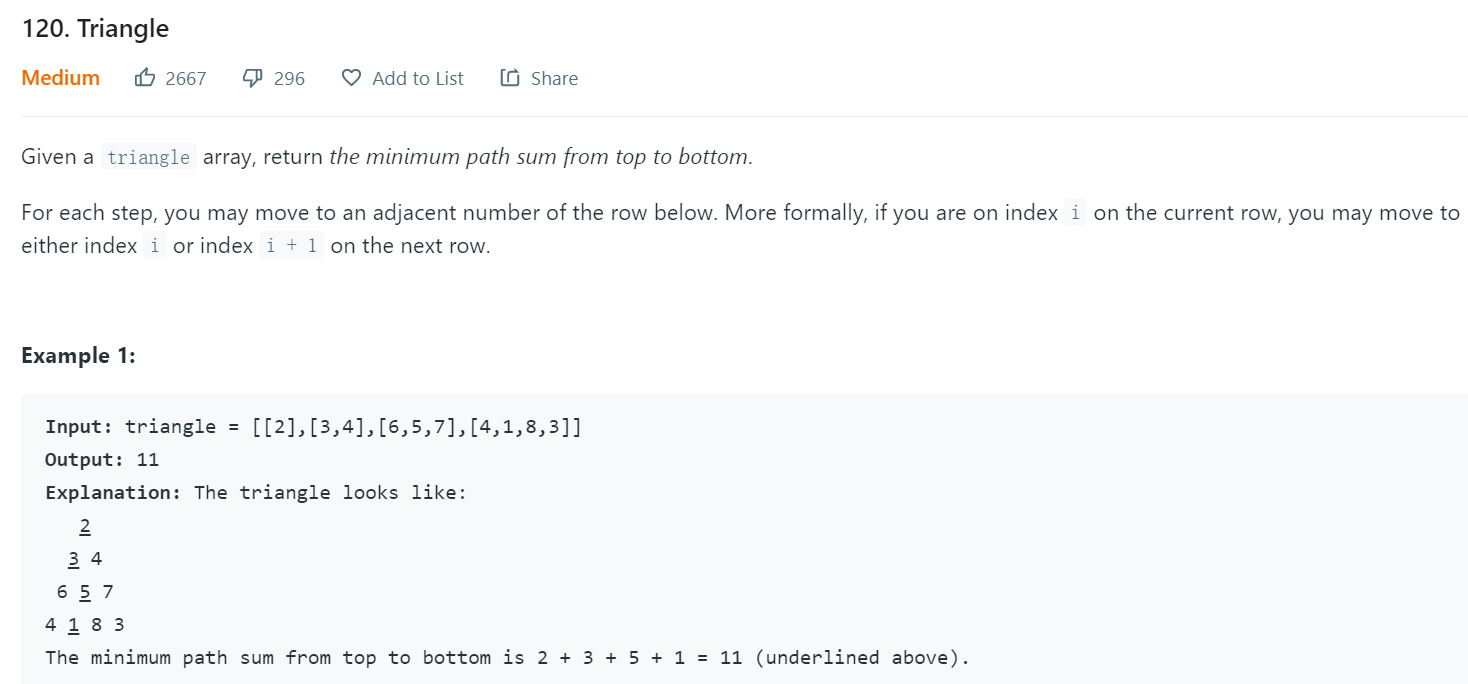 120. Triangle
Medium 2667 296 Add to List Share
Given a triangle array, return the minimum path sum from top to bottom.
For each step, you may move to an adjacent number of the row below. More formally, if you are on index i on the current row, you may move to
either index i or index i + 1 on the next row.
Example 1:
Input: triangle = [[2],[3,4],[6,5,7],[4,1,8,3]]
Output: 11
Explanation: The triangle looks like:
2
3 4
6 5 7
4 1 8 3
The minimum path sum from top to bottom is 2 + 3 + 5 + 1 = 11 (underlined above).